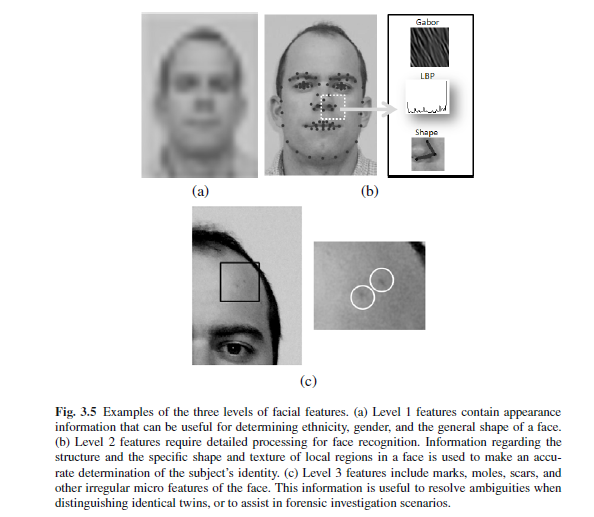 Gabor
LBP
Shape
(a)
(b)
(c)
Fig. 3.5 Examples of the three levels of facial features. (a) Level 1 features contain appearance
information that can be useful for determining ethnicity, gender, and the general shape of a face.
(b) Level 2 features require detailed processing for face recognition. Information regarding the
structure and the specific shape and texture of local regions in a face is used to make an accu-
rate determination of the subject's identity. (c) Level 3 features include marks, moles, scars, and
other irregular micro features of the face. This information is useful to resolve ambiguities when
distinguishing identical twins, or to assist in forensic investigation scenarios.